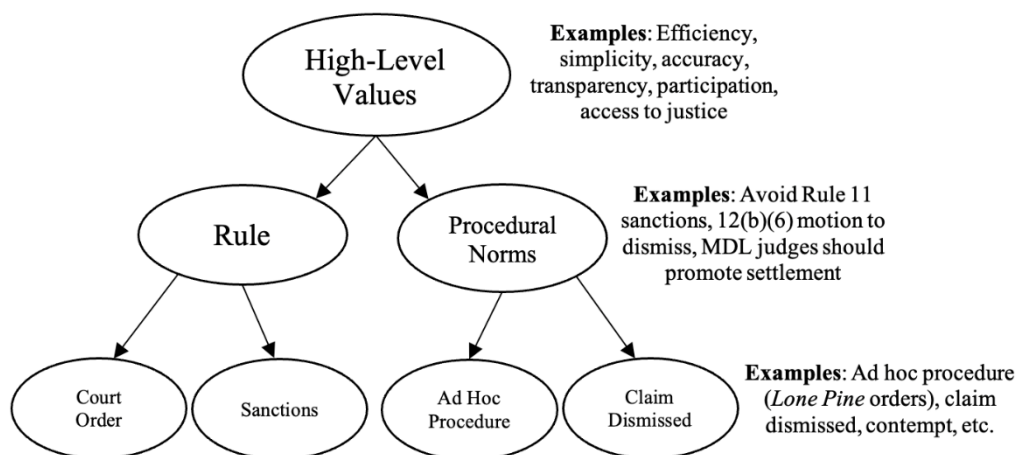 High-Level
Values
Examples: Efficiency,
simplicity, accuracy,
transparency, participation,
access to justice
Rule
Procedural
Norms
Examples: Avoid Rule 11
sanctions, 12(b)(6) motion to
dismiss, MDL judges should
promote settlement
Court
Order
Sanctions
Ad Hoc
Procedure
Claim
Dismissed
Examples: Ad hoc procedure
(Lone Pine orders), claim
dismissed, contempt, etc.